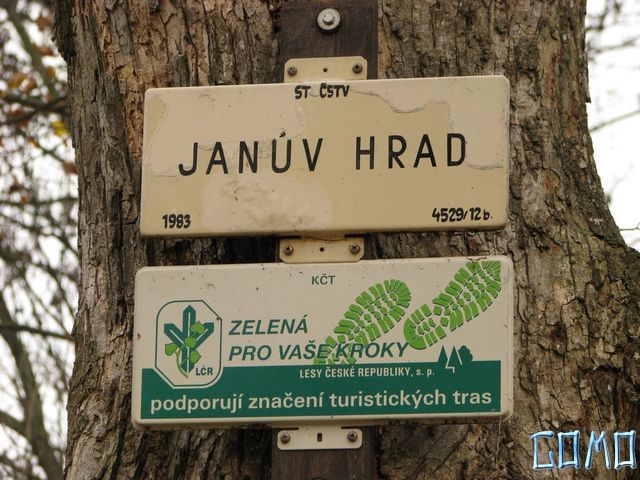 ST ČSTV
JANŮV HRAD
1983 4529/12b.
KČT
ZELENÁ
PRO VAŠE KROKY
LČR
LESY ČESKÉ REPUBLIKY, s. p.
podporují značení turistických tras
COMO